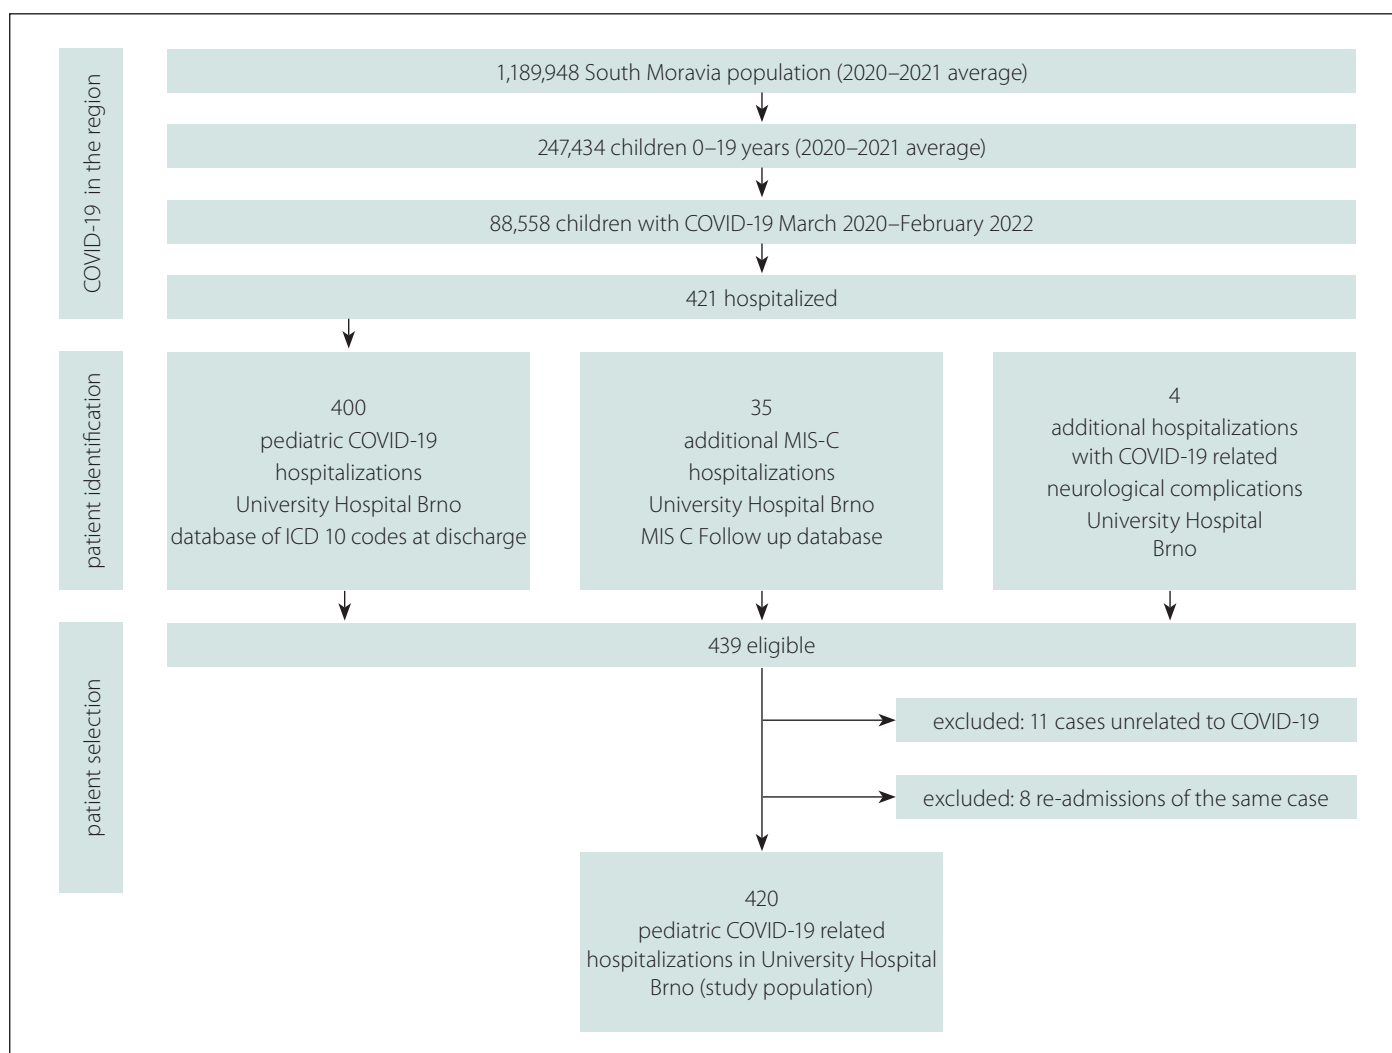 COVID-19 in the region
1,189,948 South Moravia population (2020–2021 average)
247,434 children 0–19 years (2020–2021 average)
88,558 children with COVID-19 March 2020–February 2022
421 hospitalized
patient identification
400
pediatric COVID-19
hospitalizations
University Hospital Brno
database of ICD 10 codes at discharge
35
additional MIS-C
hospitalizations
University Hospital Brno
MIS C Follow up database
4
additional hospitalizations
with COVID-19 related
neurological complications
University Hospital
Brno
patient selection
439 eligible
excluded: 11 cases unrelated to COVID-19
excluded: 8 re-admissions of the same case
420
pediatric COVID-19 related
hospitalizations in University Hospital
Brno (study population)